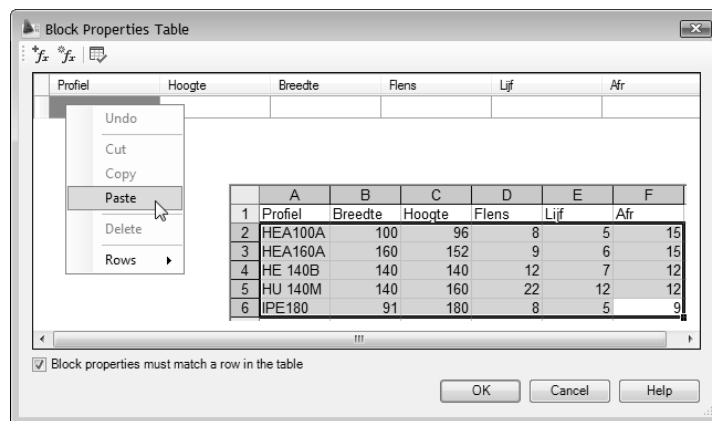 Block Properties Table
Profiel Hoogte Breedte Flens Lijf Afr
Undo
Cut
Copy
Paste
Delete
Rows
A B C D E F
1 Profiel Breedte Hoogte Flens Lijf Afr
2 HEA100A 100 96 8 5 15
3 HEA160A 160 152 9 6 15
4 HE 140B 140 140 12 7 12
5 HU 140M 140 160 22 12 12
6 IPE180 91 180 8 5 9
Block properties must match a row in the table
OK Cancel Help